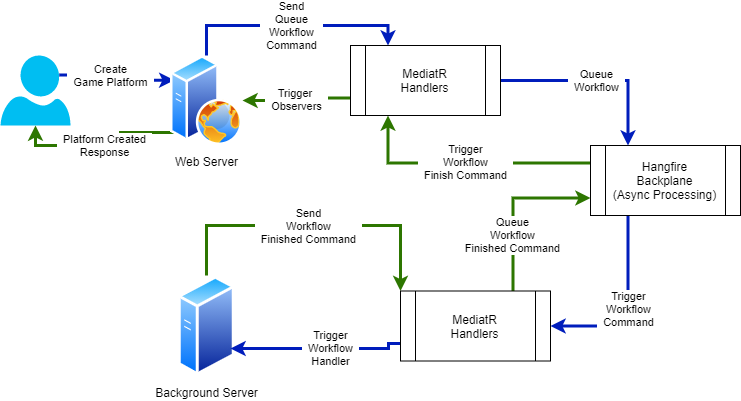 Send
Queue
Workflow
Command
Create
Game Platform
MediatR
Handlers
Queue
Workflow
Trigger
Observers
Platform Created
Response
Web Server
Trigger
Workflow
Finish Command
Hangfire
Backplane
(Async Processing)
Send
Workflow
Finished Command
Queue
Workflow
Finished Command
Trigger
Workflow
Command
MediatR
Handlers
Trigger
Workflow
Handler
Background Server